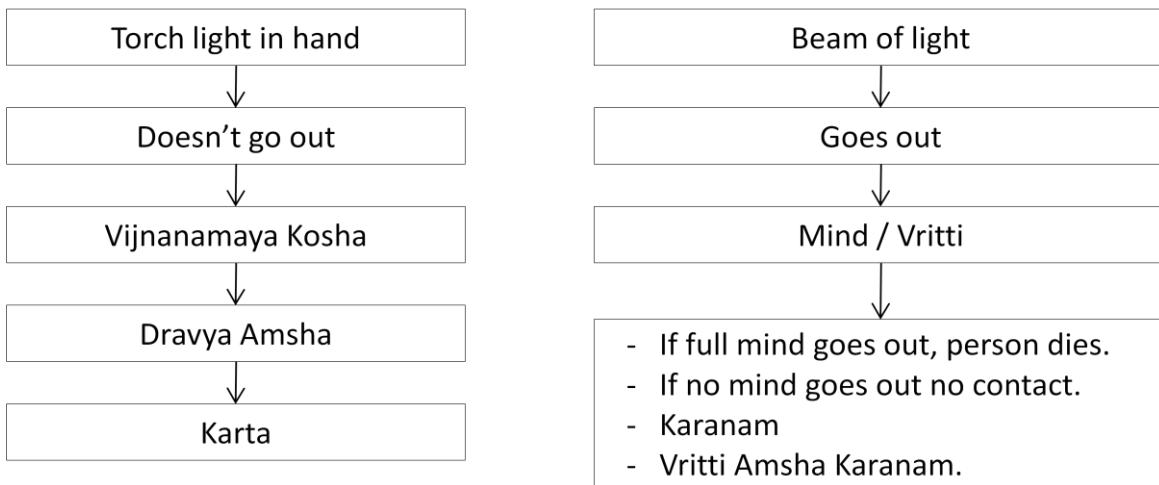 Torch light in hand
Doesn’t go out
Vijnanamaya Kosha
Dravya Amsha
Karta
Beam of light
Goes out
Mind / Vritti
- If full mind goes out, person dies.
- If no mind goes out no contact.
- Karanam
- Vritti Amsha Karanam.